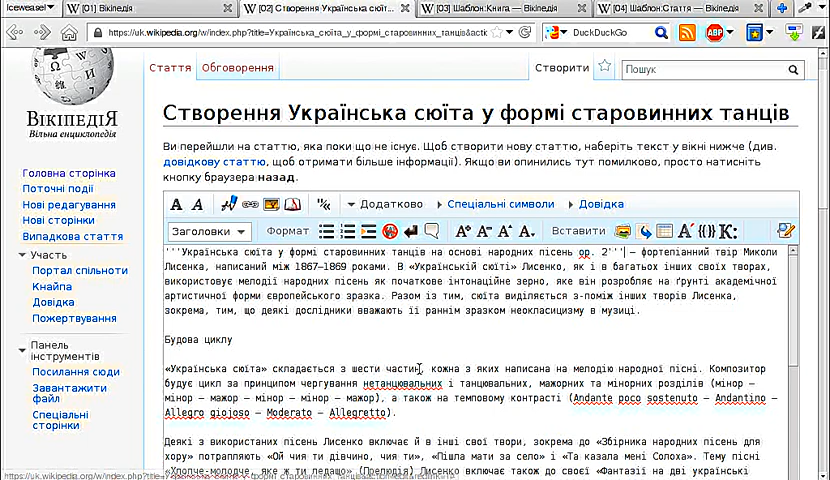 Iceweasel
[01] Вікіпедія
[02] Створення Українська сюїт...
[03] Шаблон:Книга — Вікіпедія
[04] Шаблон:Стаття — Вікіпедія
https://uk.wikipedia.org/w/index.php?title=Українська_сюїта_у_формі_старовинних_танців&acti
DuckDuckGo
ABP
ВікіпедіЯ
Вільна енциклопедія
Стаття
Обговорення
Створити
Пошук
Створення Українська сюїта у формі старовинних танців
Ви перейшли на статтю, яка поки що не існує. Щоб створити нову статтю, наберіть текст у вікні нижче (див.
довідкову статтю, щоб отримати більше інформації). Якщо ви опинились тут помилково, просто натисніть
кнопку браузера назад.
Головна сторінка
Поточні події
Нові редагування
Нові сторінки
Випадкова стаття
Участь
Портал спільноти
Кнайпа
Довідка
Пожертвування
Панель
інструментів
Посилання сюди
Завантажити
файл
Спеціальні
сторінки
Додатково
Спеціальні символи
Довідка
Заголовки
Формат
Вставити
'''Українська сюїта у формі старовинних танців на основі народних пісень ор. 2''' — фортепіанний твір Миколи
Лисенка, написаний між 1867—1869 роками. В «Українській сюїті» Лисенко, як і в багатьох інших своїх творах,
використовує мелодії народних пісень як початкове інтонаційне зерно, яке він розробляє на ґрунті академічної
артистичної форми європейського зразка. Разом із тим, сюїта виділяється з-поміж інших творів Лисенка,
зокрема, тим, що деякі дослідники вважають її раннім зразком неокласицизму в музиці.
Будова циклу
«Українська сюїта» складається з шести частин, кожна з яких написана на мелодію народної пісні. Композитор
будує цикл за принципом чергування нетанцювальних і танцювальних, мажорних та мінорних розділів (мінор —
мінор — мажор — мінор — мінор — мажор), а також на темповому контрасті (Andante poco sostenuto — Andantino —
Allegro giojoso — Moderato — Allegretto).
Деякі з використаних пісень Лисенко включає й в інші свої твори, зокрема до «Збірника народних пісень для
хору» потрапляють «Ой чия ти дівчино, чия ти», «Пішла мати за село» і «Та казала мені Солоха». Тему пісні
«Хлопче-молодче, яке ж ти ледащо» (Прелюдія) Лисенко включає також до своєї «Фантазії на дві українські